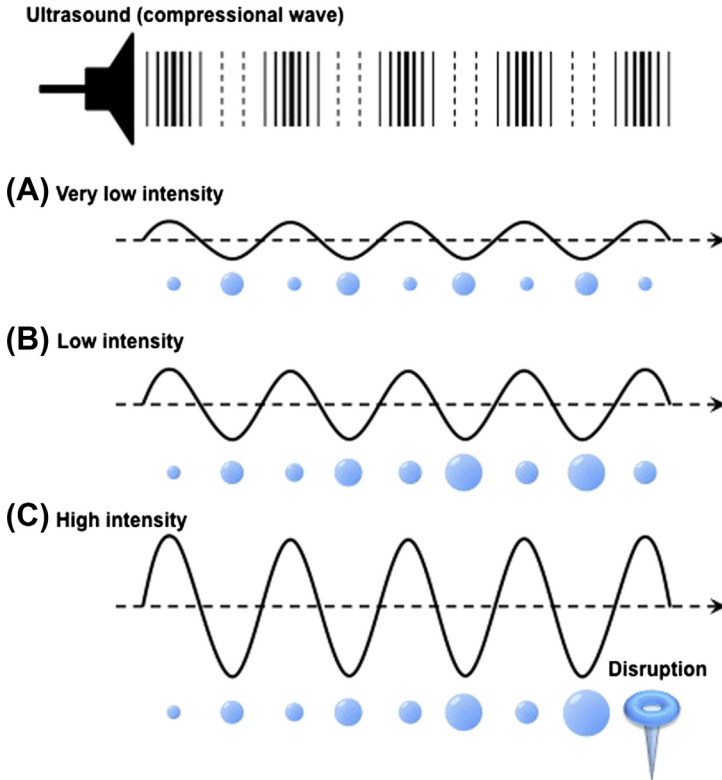 Ultrasound (compressional wave)
(A) Very low intensity
(B) Low intensity
(C) High intensity
Disruption